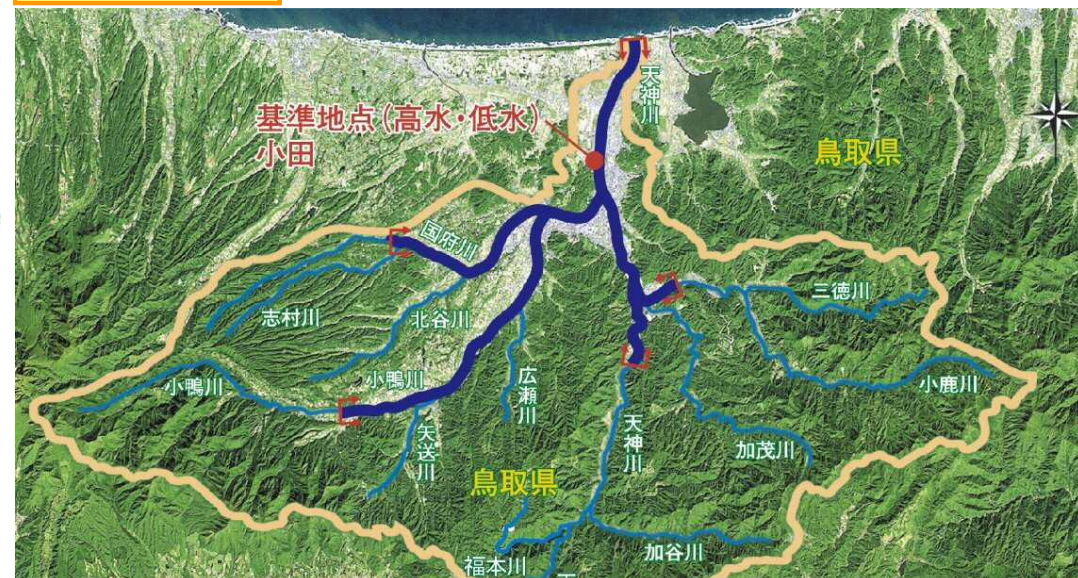 天神川
基準地点(高水・低水)
小田
鳥取県
国府川
志村川
北谷川
三徳川
小鴨川
小鴨川
広瀬川
小鹿川
天送川
天神川
加茂川
鳥取県
加谷川
福本川